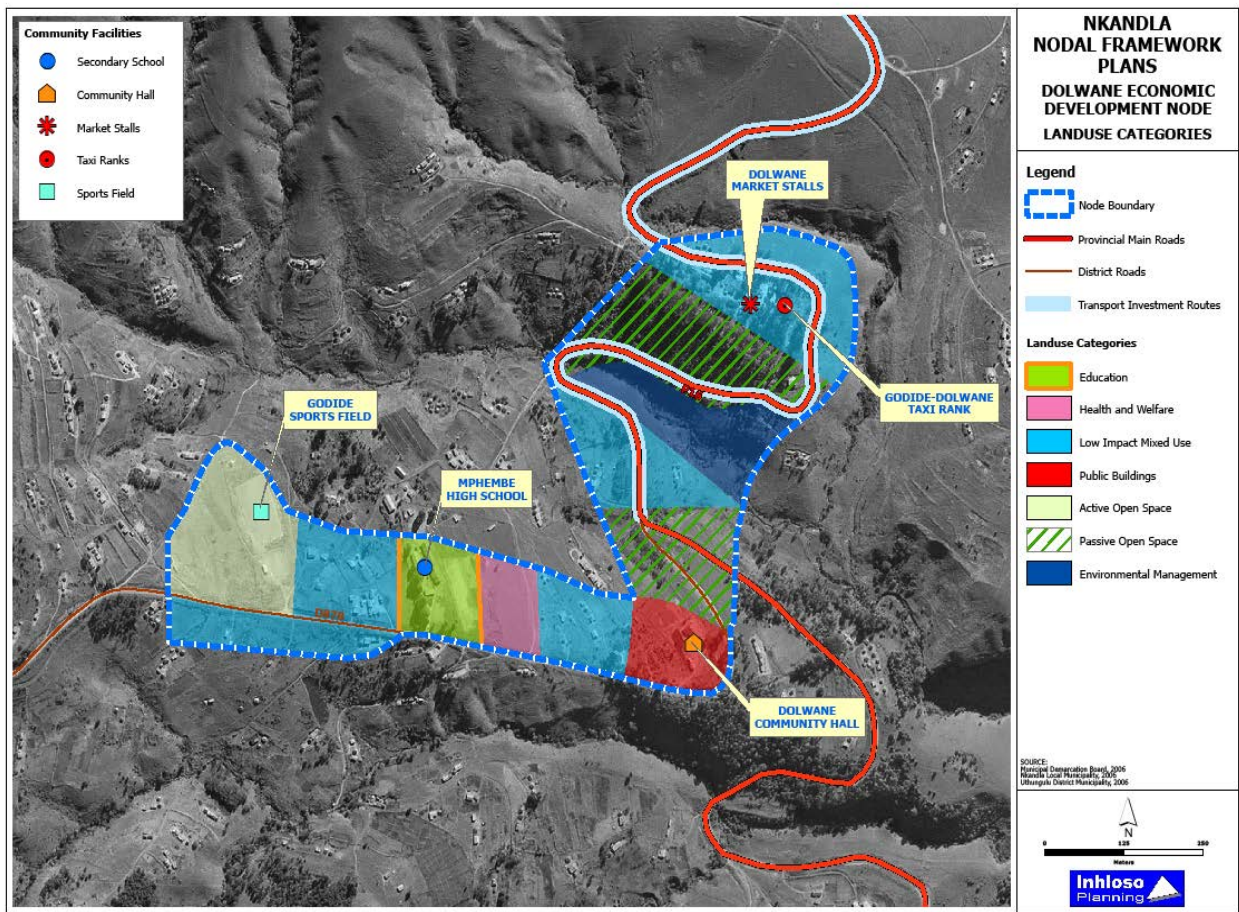 Community Facilities
Secondary School
Community Hall
Market Stalls
Taxi Ranks
Sports Field
DOLWANE
MARKET STALLS
GODIDE-DOLWANE
TAXI RANK
GODIDE
SPORTS FIELD
MPHEMBE
HIGH SCHOOL
DOLWANE
COMMUNITY HALL
NKANDLA
NODAL FRAMEWORK
PLANS
DOLWANE ECONOMIC
DEVELOPMENT NODE
LANDUSE CATEGORIES
Legend
Node Boundary
Provincial Main Roads
District Roads
Transport Investment Routes
Landuse Categories
Education
Health and Welfare
Low Impact Mixed Use
Public Buildings
Active Open Space
Passive Open Space
Environmental Management
SOURCE:
Municipal Demarcation Board, 2006
Nkandla Local Municipality, 2006
Uthungulu District Municipality, 2006
N
0 125 250
Meters
Inhloso
Planning